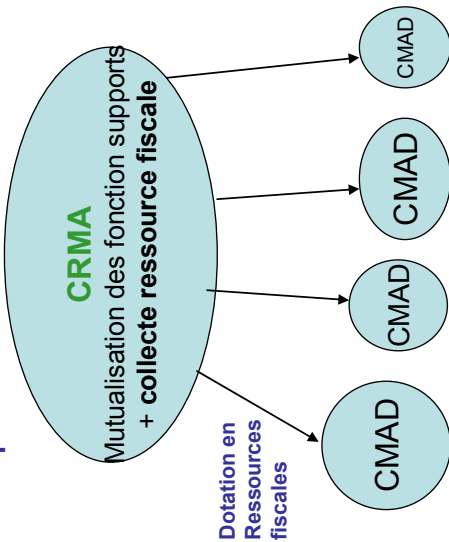 CRMA
Mutualisation des fonction supports
+ collecte ressource fiscale
Dotation en
Ressources
fiscales
CMAD
CMAD
CMAD
CMAD